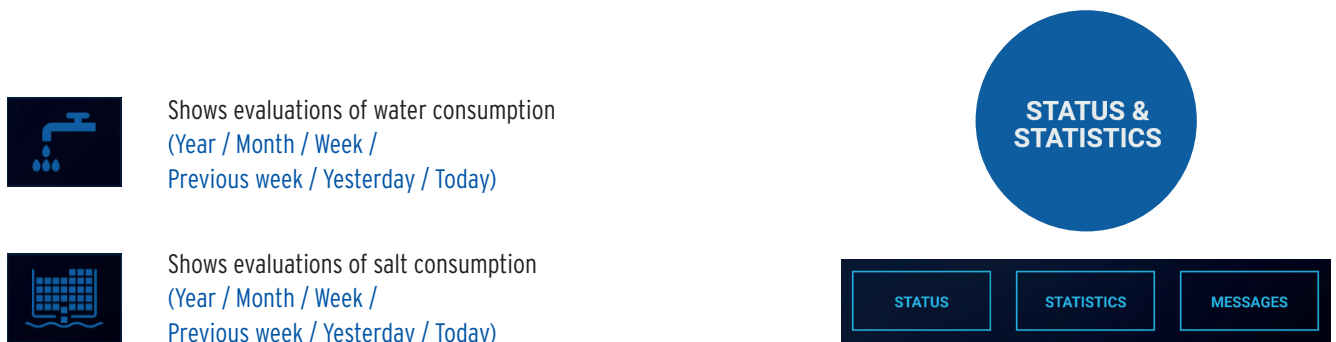 Shows evaluations of water consumption
(Year / Month / Week /
Previous week / Yesterday / Today)
Shows evaluations of salt consumption
(Year / Month / Week /
Previous week / Yesterday / Today)
STATUS &
STATISTICS
STATUS
STATISTICS
MESSAGES